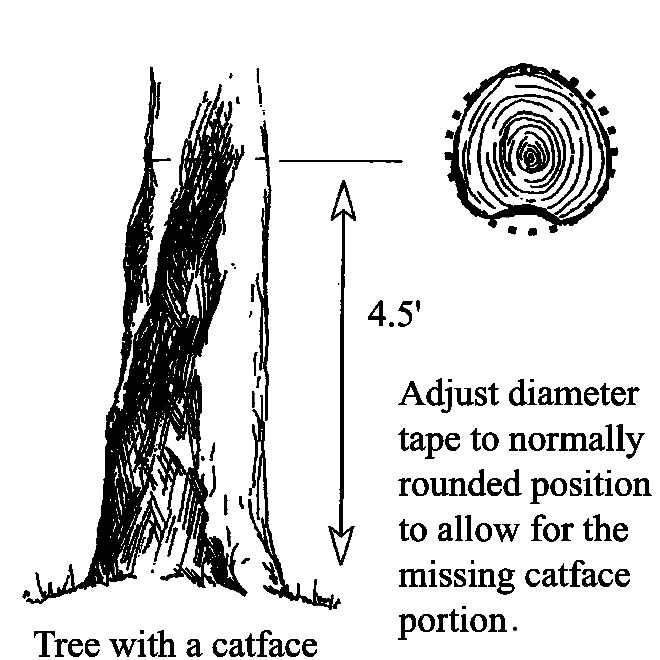 4.5'
Adjust diameter
tape to normally
rounded position
to allow for the
missing catface
portion.
Tree with a catface